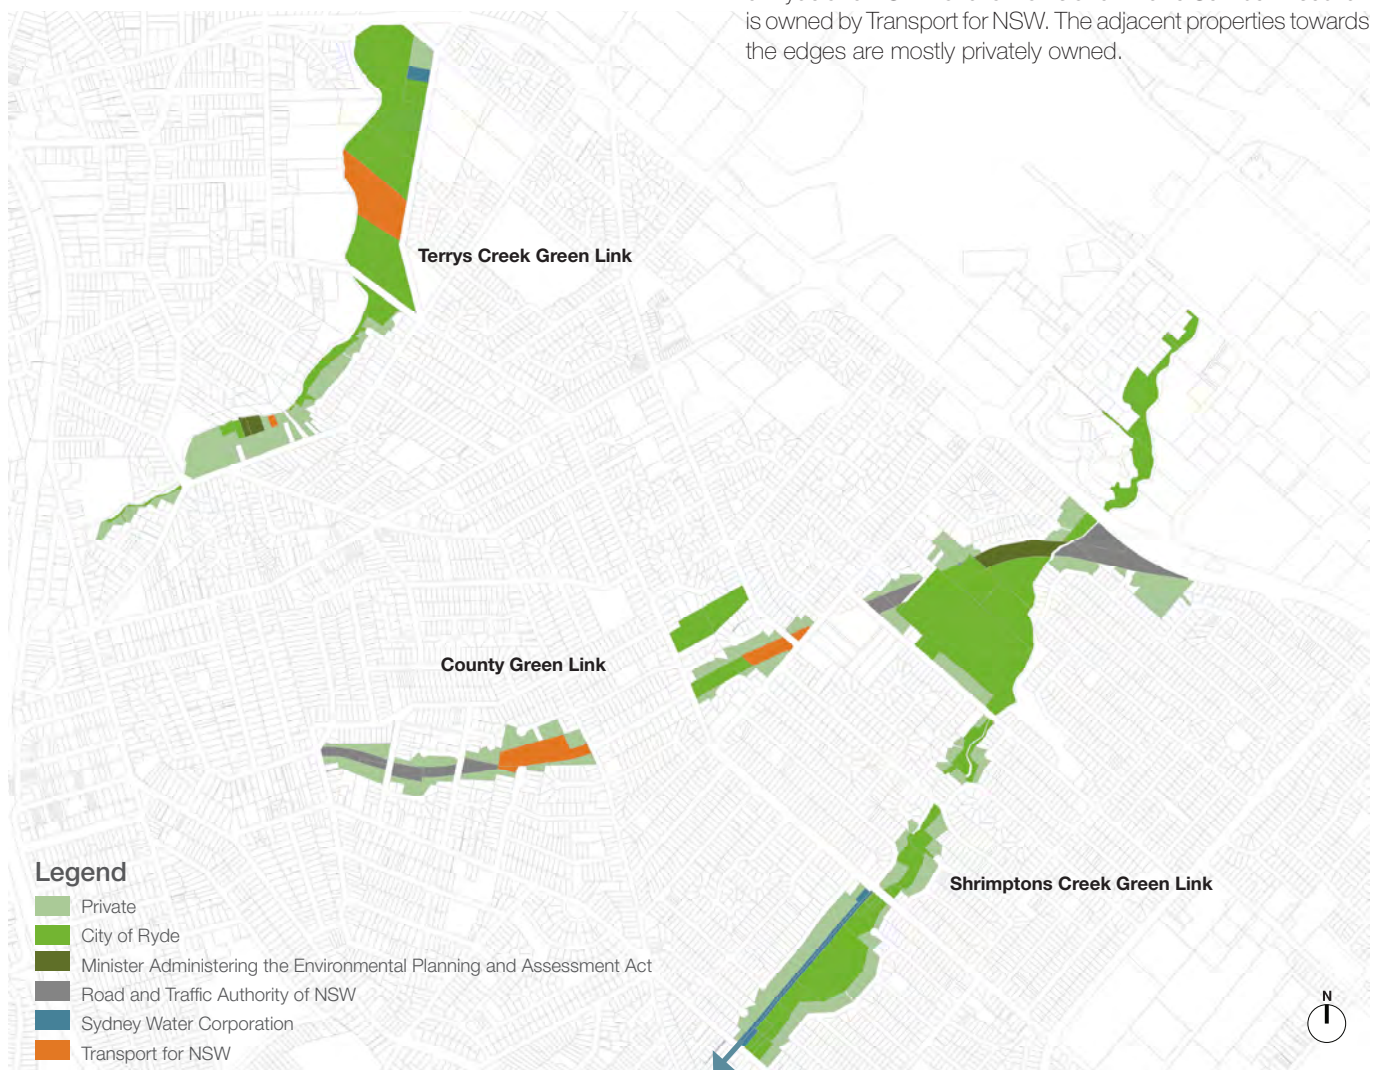 is owned by Transport for NSW. The adjacent properties towards
the edges are mostly privately owned.
Terrys Creek Green Link
County Green Link
Shrimptons Creek Green Link
Legend
Private
City of Ryde
Minister Administering the Environmental Planning and Assessment Act
Road and Traffic Authority of NSW
Sydney Water Corporation
Transport for NSW
N